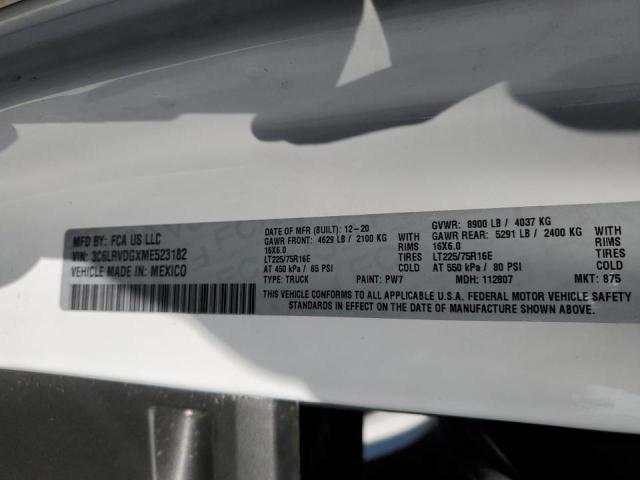 MFD BY: FCA US LLC
VIN: 3C6LRVDGXME523182
VEHICLE MADE IN: MEXICO
DATE OF MFR (BUILT): 12-20
GAWR FRONT: 4629 LB / 2100 KG WITH
16X6.0 RIMS
LT225/75R16E TIRES
AT 450 kPa / 65 PSI COLD
GVWR: 8900 LB / 4037 KG
GAWR REAR: 5291 LB / 2400 KG WITH
16X6.0 RIMS
LT225/75R16E TIRES
AT 550 kPa / 80 PSI COLD
TYPE: TRUCK PAINT: PW7 MDH: 112807 MKT: 875
THIS VEHICLE CONFORMS TO ALL APPLICABLE U.S.A. FEDERAL MOTOR VEHICLE SAFETY
STANDARDS IN EFFECT ON THE DATE OF MANUFACTURE SHOWN ABOVE.